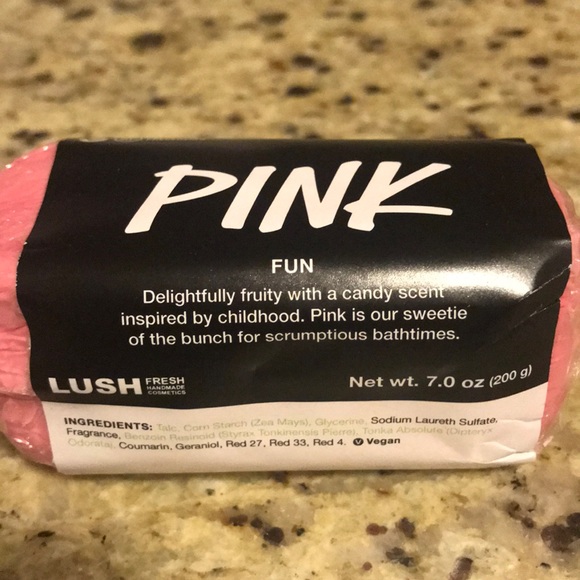 PINK
FUN
Delightfully fruity with a candy scent
inspired by childhood. Pink is our sweetie
of the bunch for scrumptious bathtimes.
LUSH FRESH
HANDMADE
COSMETICS
Net wt. 7.0 oz (200 g)
INGREDIENTS: Talc, Corn Starch (Zea Mays), Glycerine, Sodium Laureth Sulfate,
Fragrance, Benzoin Resinoid (Styrax Tonkinensis Pierre), Tonka Absolute (Dipteryx
Odorata), Coumarin, Geraniol, Red 27, Red 33, Red 4. Vegan